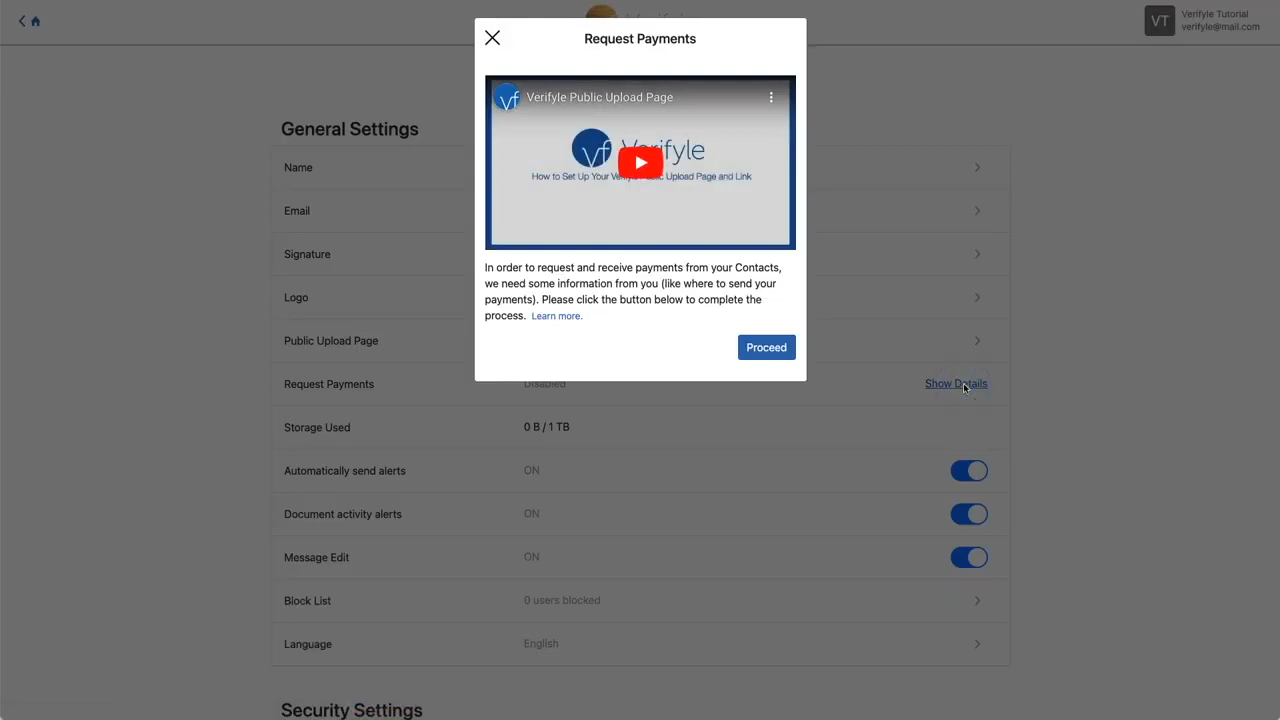 VT
Verifyle Tutorial
verifyle@mail.com
Request Payments
vf
Verifyle Public Upload Page
vf Verifyle
How to Set Up Your Verifyle Public Upload Page and Link
In order to request and receive payments from your Contacts,
we need some information from you (like where to send your
payments). Please click the button below to complete the
process. Learn more.
Proceed
General Settings
Name
Email
Signature
Logo
Public Upload Page
Request Payments Disabled Show Details
Storage Used 0 B / 1 TB
Automatically send alerts ON
Document activity alerts ON
Message Edit ON
Block List 0 users blocked
Language English
Security Settings